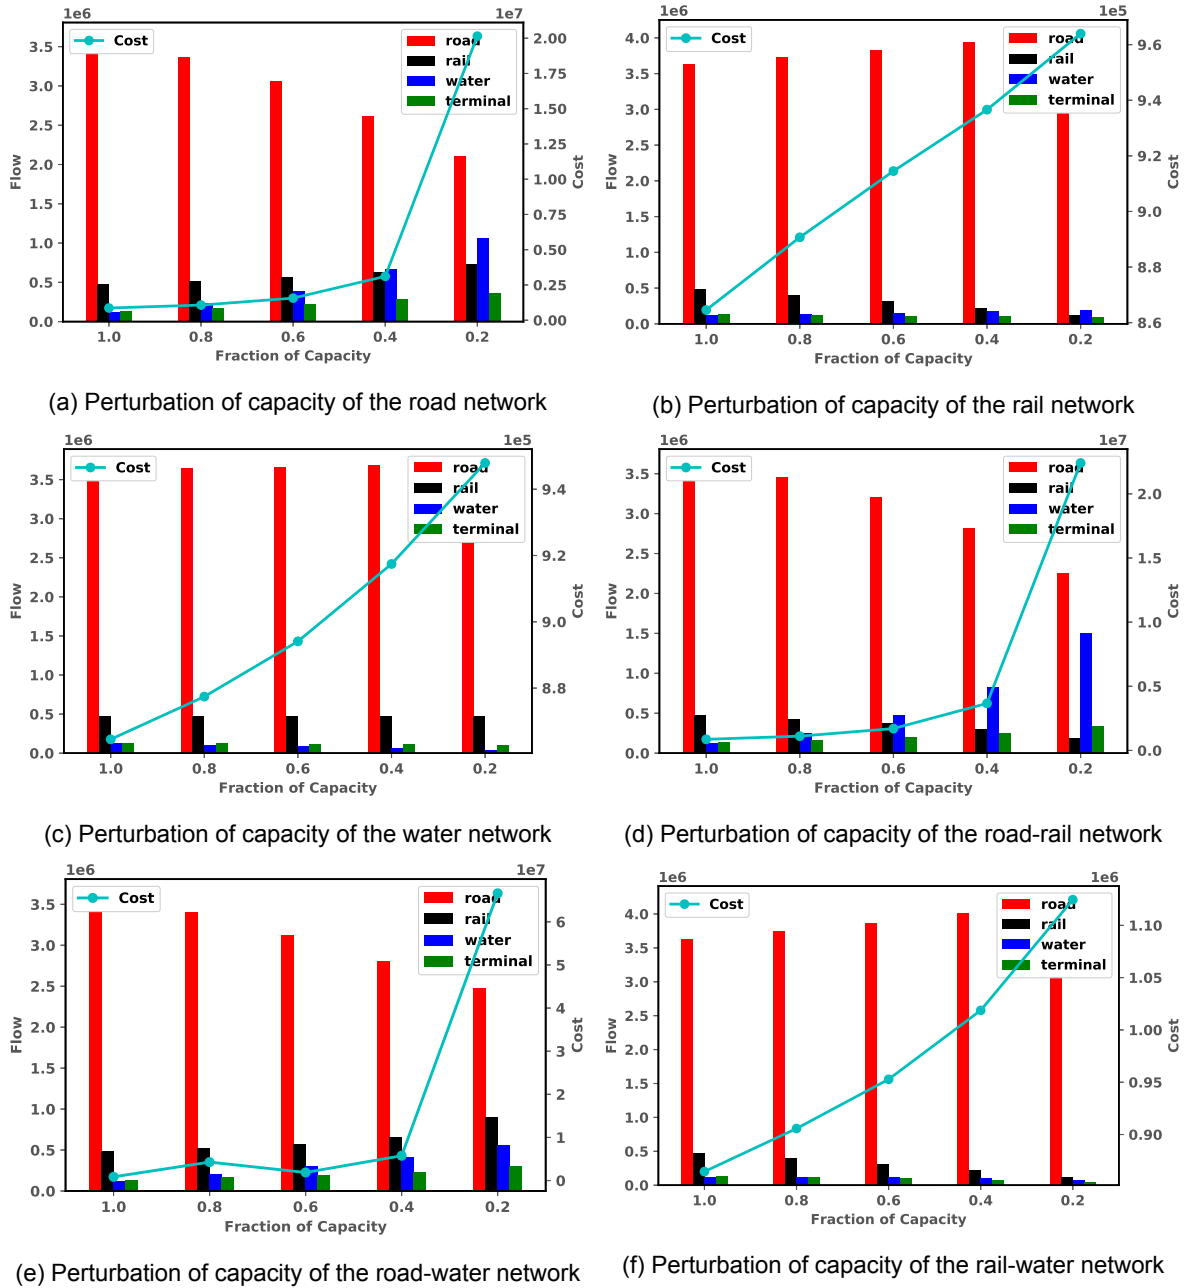 1e6
1e7
Cost
road
rail
water
terminal
3.5
3.0
2.5
2.0
1.5
1.0
0.5
0.0
Flow
2.00
1.75
1.50
1.25
1.00
0.75
0.50
0.25
0.00
Cost
1.0 0.8 0.6 0.4 0.2
Fraction of Capacity
(a) Perturbation of capacity of the road network
1e6
1e5
Cost
road
rail
water
terminal
4.0
3.5
3.0
2.5
2.0
1.5
1.0
0.5
0.0
Flow
9.6
9.4
9.2
9.0
8.8
8.6
Cost
1.0 0.8 0.6 0.4 0.2
Fraction of Capacity
(b) Perturbation of capacity of the rail network
1e6
1e5
Cost
road
rail
water
terminal
3.5
3.0
2.5
2.0
1.5
1.0
0.5
0.0
Flow
9.4
9.2
9.0
8.8
Cost
1.0 0.8 0.6 0.4 0.2
Fraction of Capacity
(c) Perturbation of capacity of the water network
1e6
1e7
Cost
road
rail
water
terminal
3.5
3.0
2.5
2.0
1.5
1.0
0.5
0.0
Flow
2.0
1.5
1.0
0.5
0.0
Cost
1.0 0.8 0.6 0.4 0.2
Fraction of Capacity
(d) Perturbation of capacity of the road-rail network
1e6
1e7
Cost
road
rail
water
terminal
3.5
3.0
2.5
2.0
1.5
1.0
0.5
0.0
Flow
6
5
4
3
2
1
0
Cost
1.0 0.8 0.6 0.4 0.2
Fraction of Capacity
(e) Perturbation of capacity of the road-water network
1e6
1e6
Cost
road
rail
water
terminal
4.0
3.5
3.0
2.5
2.0
1.5
1.0
0.5
0.0
Flow
1.10
1.05
1.00
0.95
0.90
Cost
1.0 0.8 0.6 0.4 0.2
Fraction of Capacity
(f) Perturbation of capacity of the rail-water network